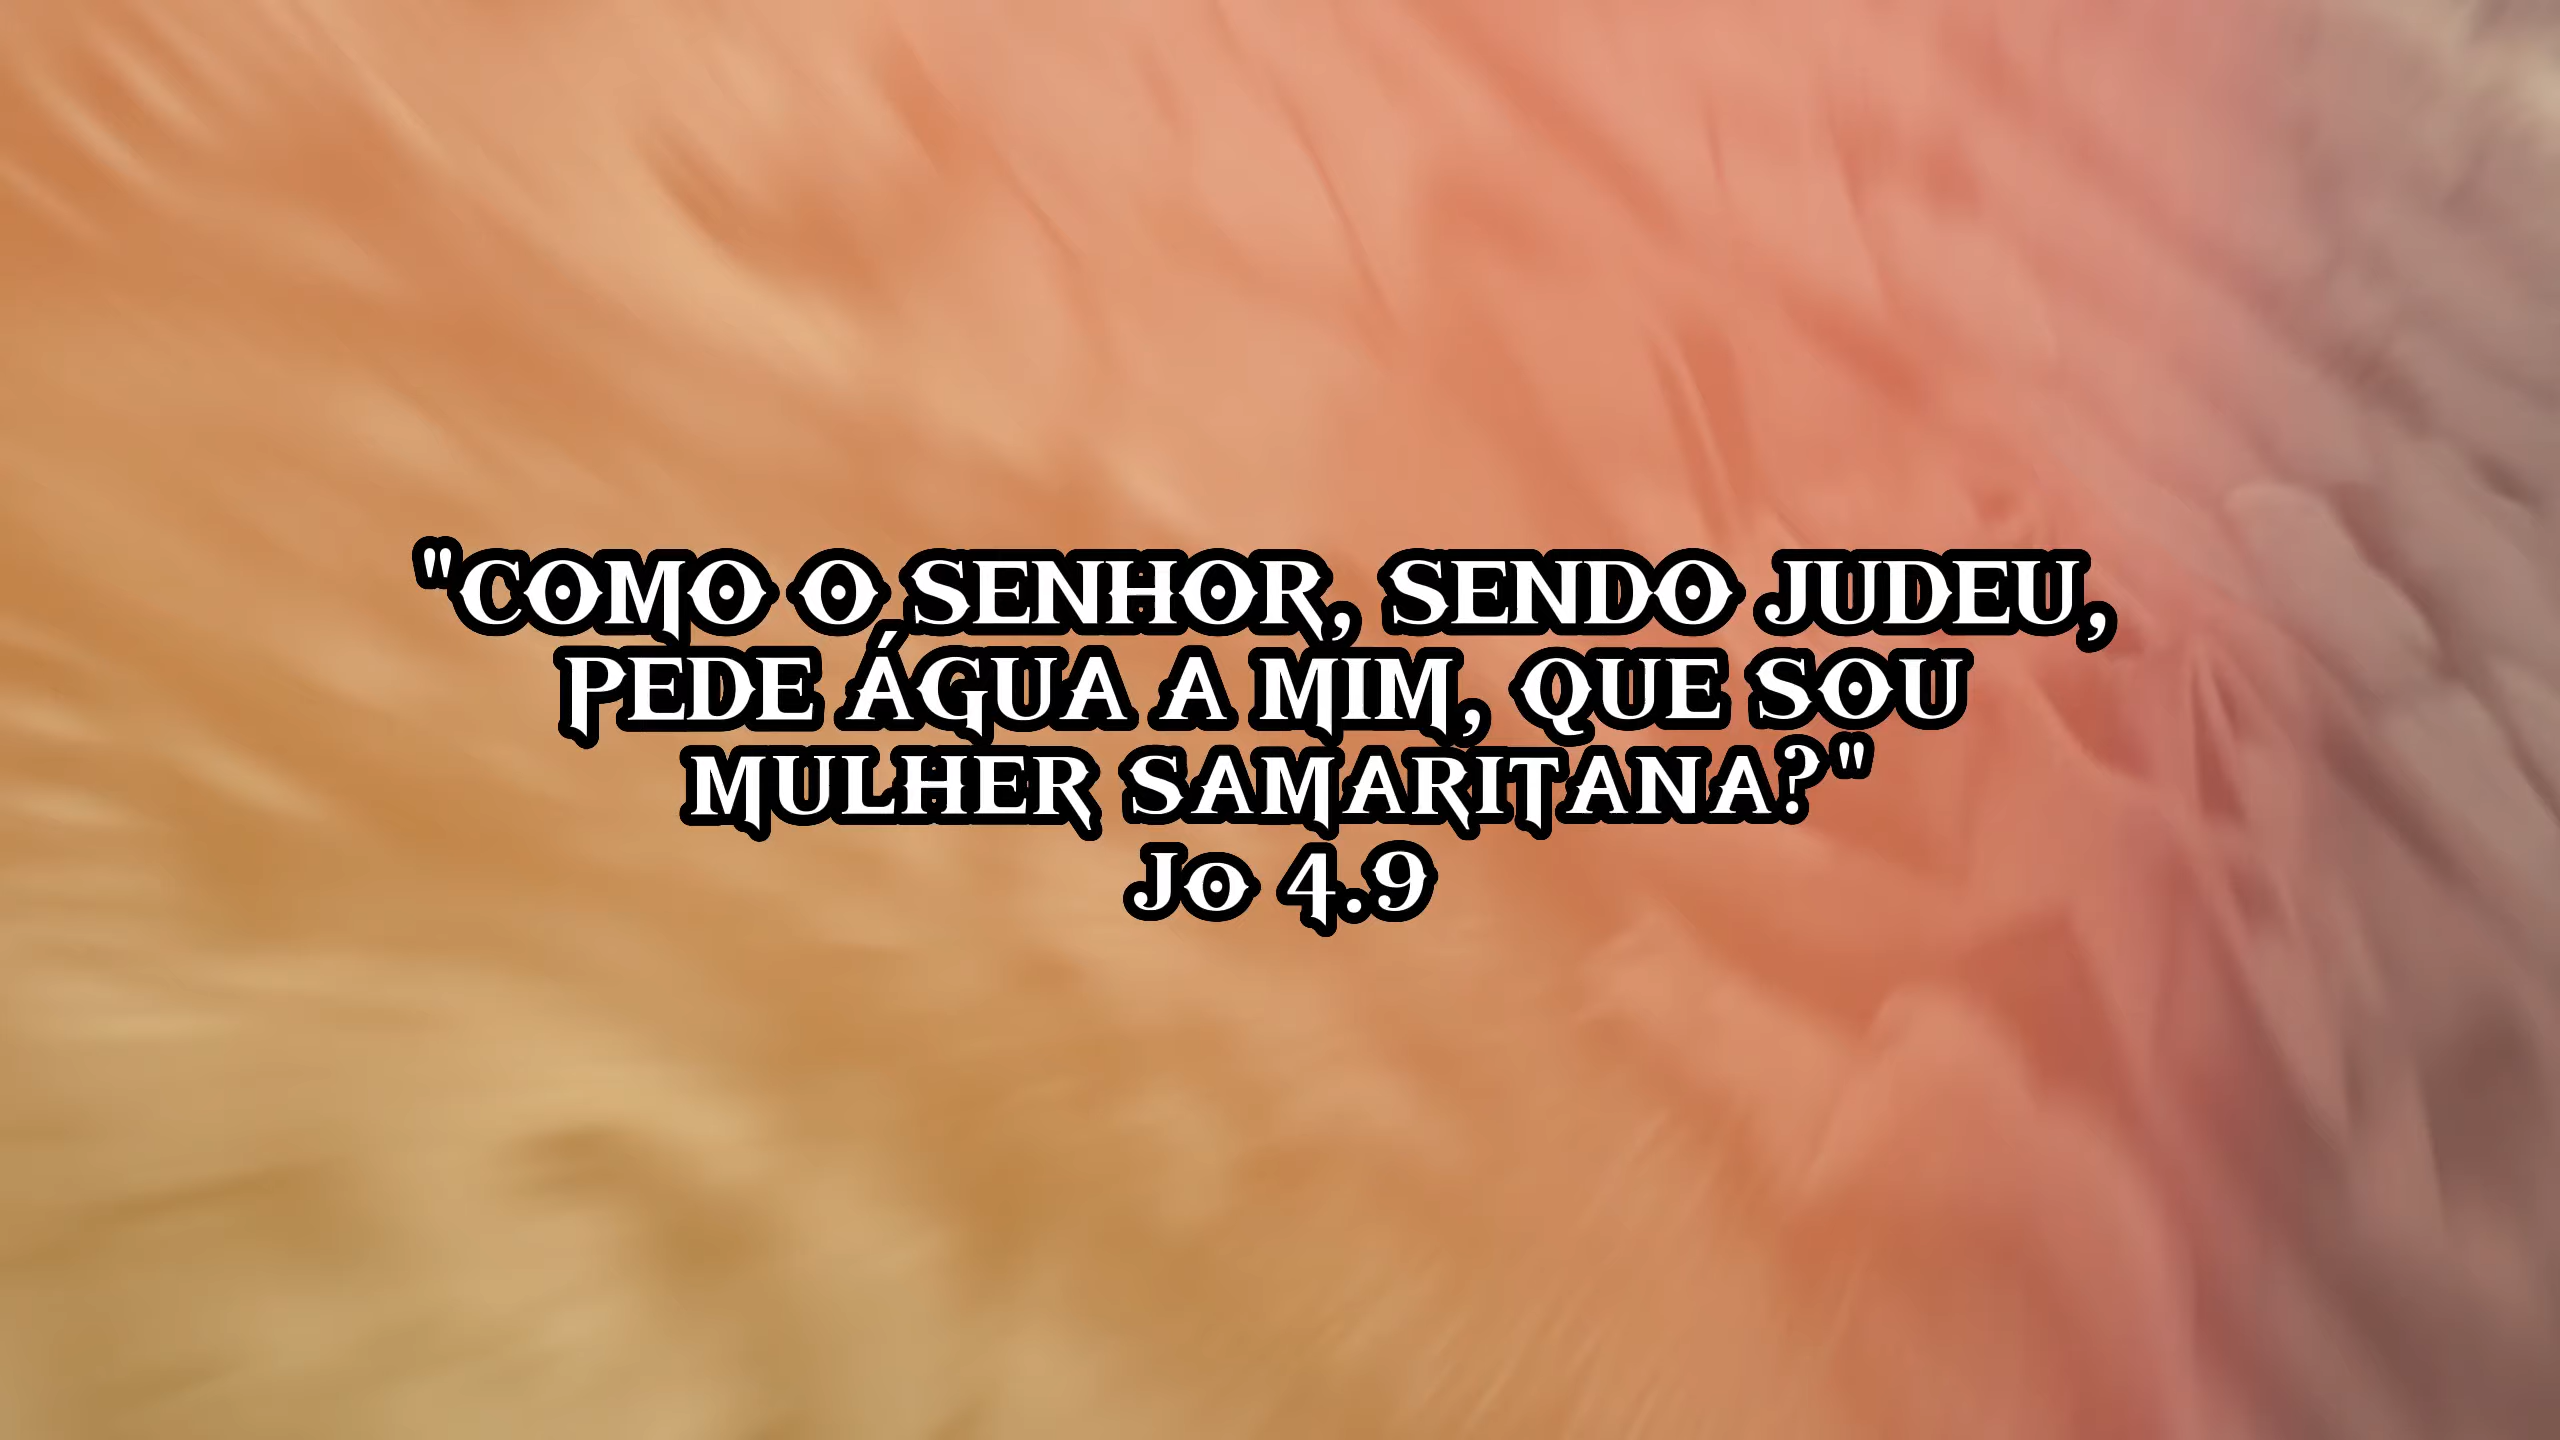 "COMO O SENHOR, SENDO JUDEU,
PEDE ÁGUA A MIM, QUE SOU
MULHER SAMARITANA?"
Jo 4.9